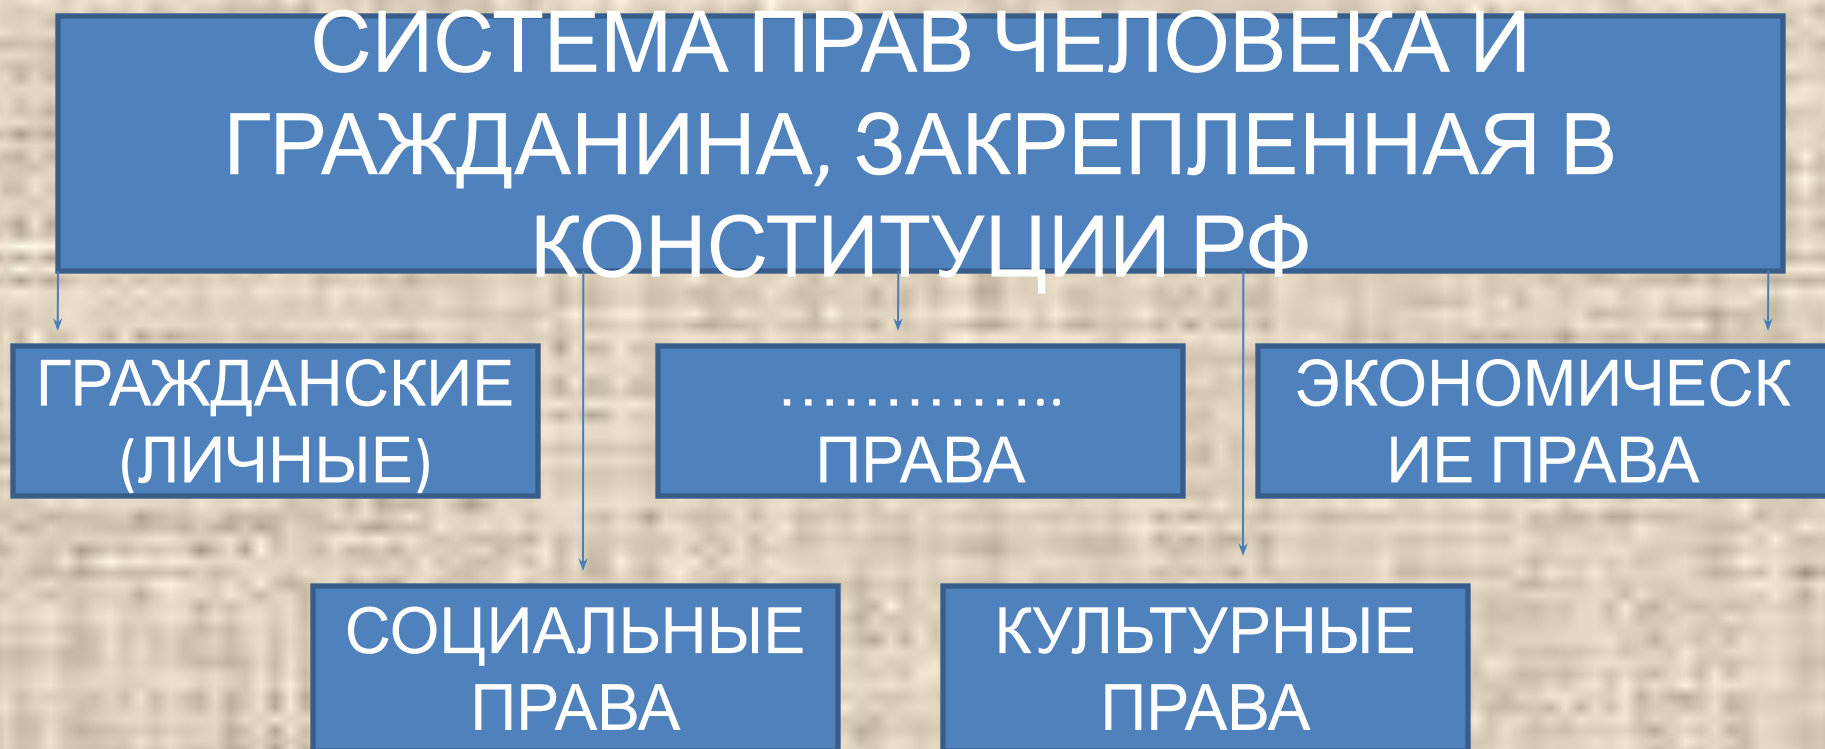 СИСТЕМА ПРАВ ЧЕЛОВЕКА И
ГРАЖДАНИНА, ЗАКРЕПЛЕННАЯ В
КОНСТИТУЦИИ РФ
ГРАЖДАНСКИЕ
(ЛИЧНЫЕ)
…………..
ПРАВА
ЭКОНОМИЧЕСК
ИЕ ПРАВА
СОЦИАЛЬНЫЕ
ПРАВА
КУЛЬТУРНЫЕ
ПРАВА